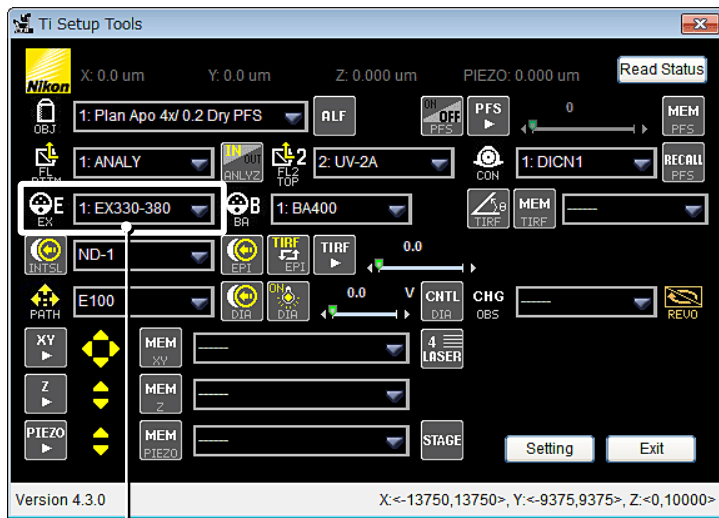 Ti Setup Tools
Nikon X: 0.0 um Y: 0.0 um Z: 0.000 um PIEZO: 0.000 um Read Status
OBJ 1: Plan Apo 4x/ 0.2 Dry PFS ALF ON OFF PFS PFS 0 MEM PFS
FL 1: ANALY IN OUT ANLYZ 2 FL2 TOP 2: UV-2A CON 1: DICN1 RECALL PFS
E EX 1: EX330-380 B BA 1: BA400 θ TIRF MEM TIRF -----
INTSL ND-1 EPI TIRF EPI TIRF 0.0
PATH E100 DIA ON DIA 0.0 V CNTL DIA CHG OBS ----- REVO
XY MEM XY ----- 4 LASER
Z MEM Z -----
PIEZO MEM PIEZO ----- STAGE Setting Exit
Version 4.3.0 X:<-13750,13750>, Y:<-9375,9375>, Z:<0,10000>